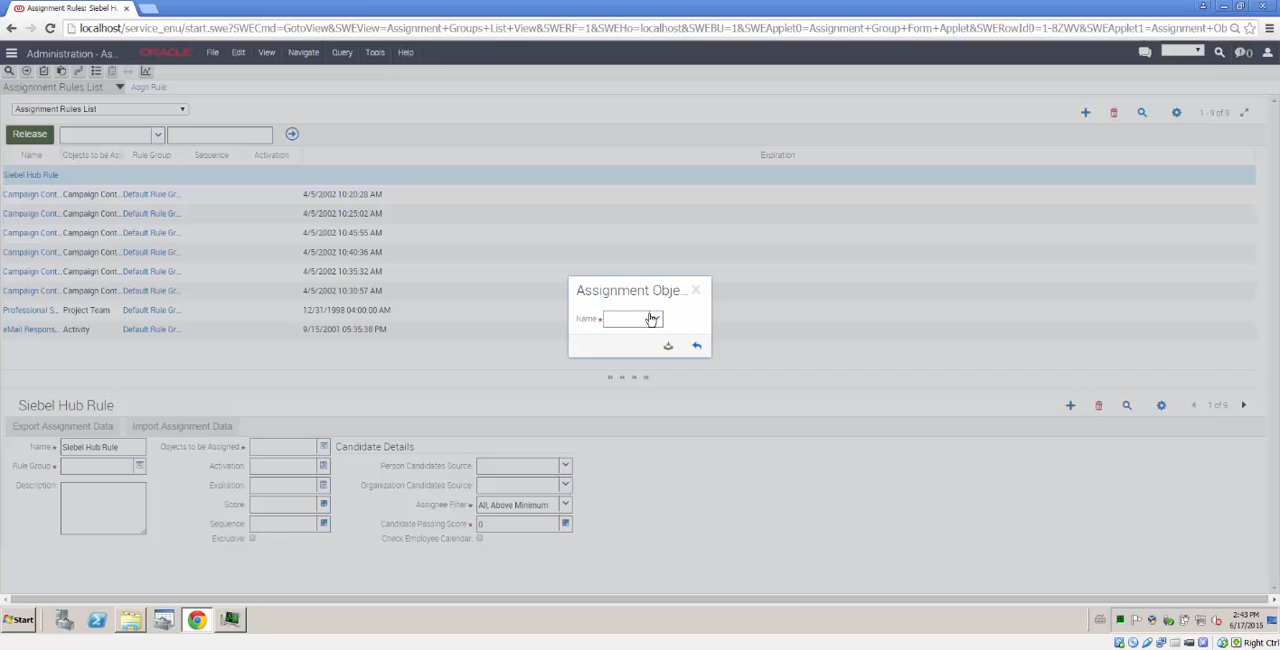 Assignment Rules: Siebel H
localhost/service_enu/start.swe?SWECmd=GotoView&SWEView=Assignment+Groups+List+View&SWERF=1&SWEHo=localhost&SWEBU=1&SWEApplet0=Assignment+Group+Form+Applet&SWERowId0=1-8ZWV&SWEApplet1=Assignment+Ob
Administration - As... ORACLE File Edit View Navigate Query Tools Help 0
Assignment Rules List Asgn Rule
Assignment Rules List 1 - 9 of 9
Release
Name Objects to be As: Rule Group Sequence Activation Expiration
Siebel Hub Rule
Campaign Cont... Campaign Cont... Default Rule Gr... 4/5/2002 10:20:28 AM
Campaign Cont... Campaign Cont... Default Rule Gr... 4/5/2002 10:25:02 AM
Campaign Cont... Campaign Cont... Default Rule Gr... 4/5/2002 10:45:55 AM
Campaign Cont... Campaign Cont... Default Rule Gr... 4/5/2002 10:40:36 AM
Campaign Cont... Campaign Cont... Default Rule Gr... 4/5/2002 10:35:32 AM
Campaign Cont... Campaign Cont... Default Rule Gr... 4/5/2002 10:30:57 AM
Professional S... Project Team Default Rule Gr... 12/31/1998 04:00:00 AM
eMail Respons... Activity Default Rule Gr... 9/15/2001 05:35:38 PM
Assignment Obje...
Name
Siebel Hub Rule 1 of 9
Export Assignment Data Import Assignment Data
Name Siebel Hub Rule Objects to be Assigned Candidate Details
Rule Group Activation: Person Candidates Source:
Description: Expiration: Organization Candidates Source:
Score: Assignee Filter All, Above Minimum
Sequence: Candidate Passing Score 0
Exclusive: Check Employee Calendar:
Start 2:43 PM
6/17/2015
Right Ctrl